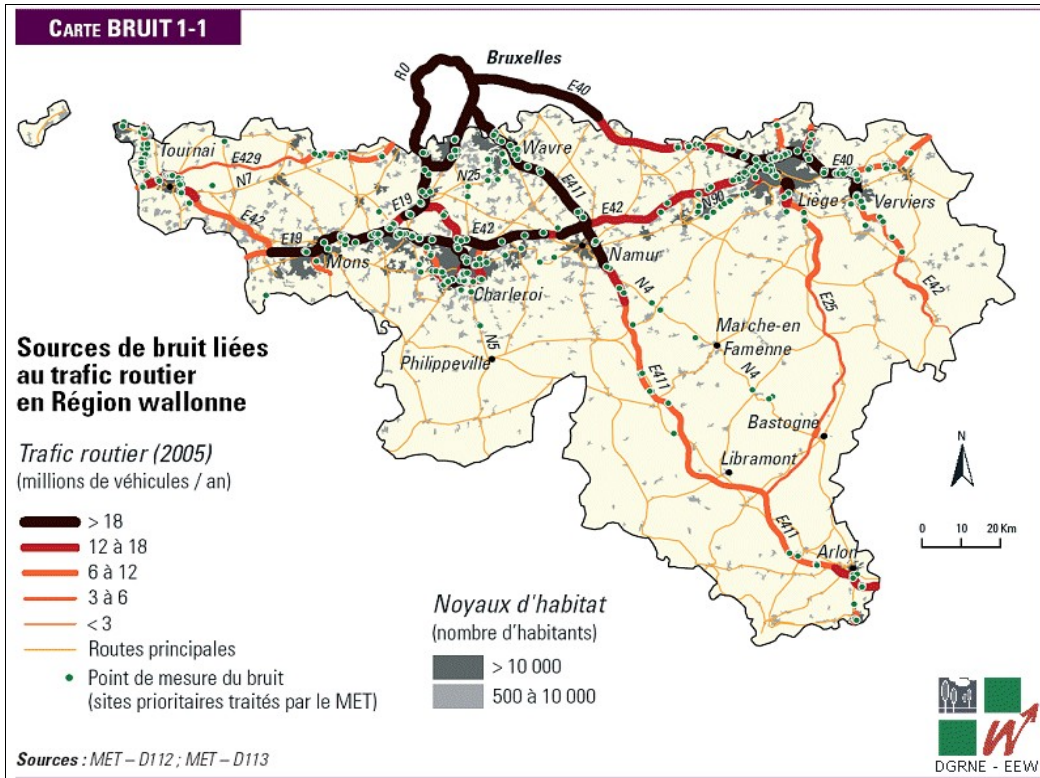 CARTE BRUIT 1-1
Bruxelles
R0
E40
Tournai
E429
N7
Wavre
N25
E411
E40
E19
E42
N90
Liège
Verviers
E42
E19
E42
Mons
Namur
Charleroi
N4
E25
E42
Marche-en
Famenne
Philippeville
N5
E411
N4
Bastogne
Libramont
E411
Arlon
Sources de bruit liées
au trafic routier
en Région wallonne
Trafic routier (2005)
(millions de véhicules / an)
> 18
12 à 18
6 à 12
3 à 6
< 3
Routes principales
Point de mesure du bruit
(sites prioritaires traités par le MET)
Noyaux d'habitat
(nombre d'habitants)
> 10 000
500 à 10 000
N
0 10 20 Km
Sources : MET – D112 ; MET – D113
W
DGRNE - EEW